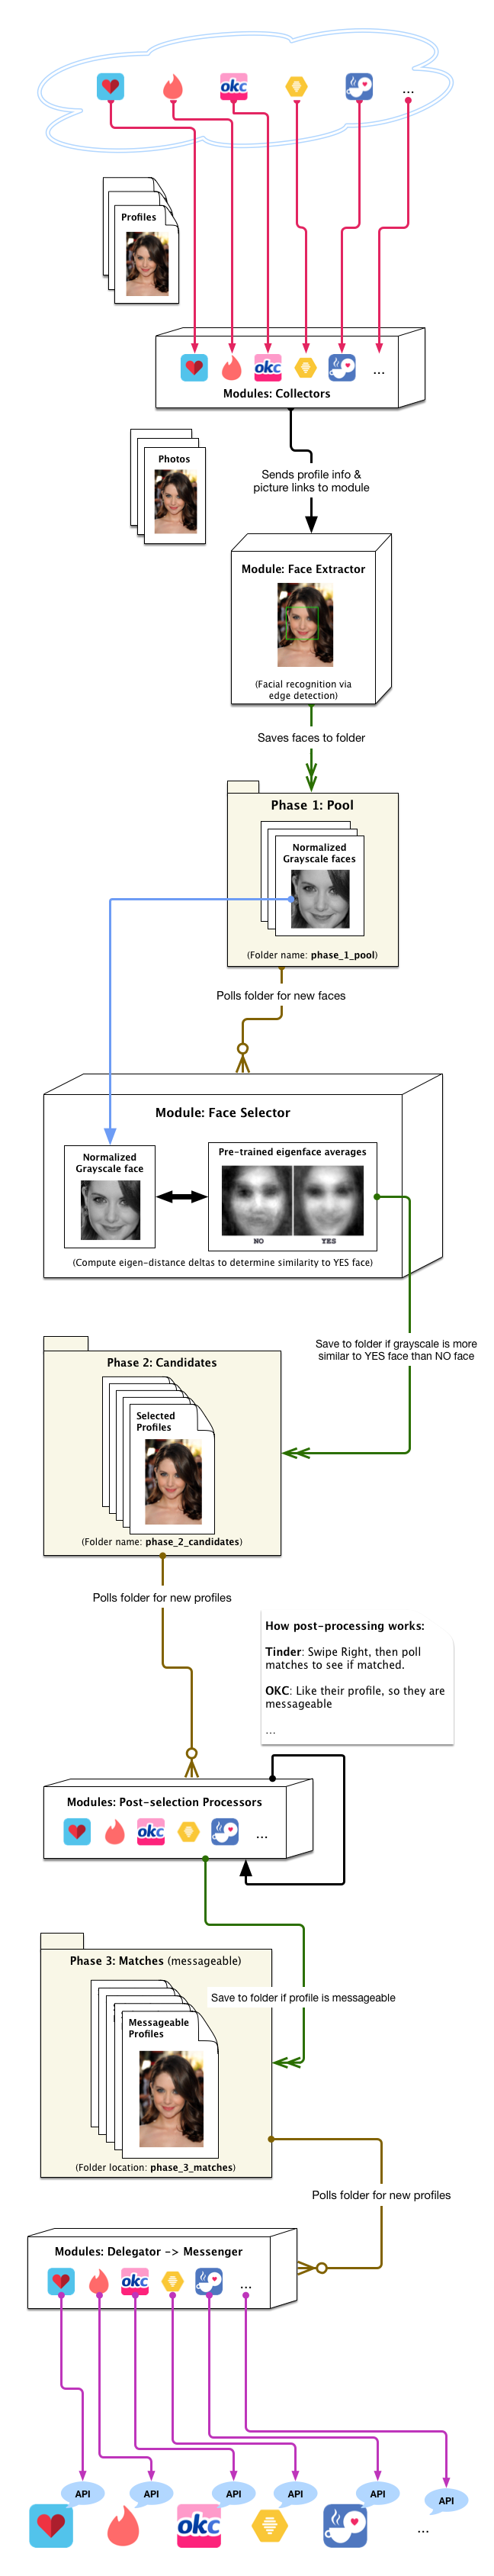 okc
...
Profiles
okc
...
Modules: Collectors
Photos
Sends profile info &
picture links to module
Module: Face Extractor
(Facial recognition via
edge detection)
Saves faces to folder
Phase 1: Pool
Normalized
Grayscale faces
(Folder name: phase_1_pool)
Polls folder for new faces
Module: Face Selector
Normalized
Grayscale face
Pre-trained eigenface averages
NO YES
(Compute eigen-distance deltas to determine similarity to YES face)
Save to folder if grayscale is more
similar to YES face than NO face
Phase 2: Candidates
Selected
Profiles
(Folder name: phase_2_candidates)
Polls folder for new profiles
How post-processing works:
Tinder: Swipe Right, then poll
matches to see if matched.
OKC: Like their profile, so they are
messageable
...
Modules: Post-selection Processors
okc
...
Phase 3: Matches (messageable)
Save to folder if profile is messageable
Messageable
Profiles
(Folder location: phase_3_matches)
Polls folder for new profiles
Modules: Delegator -> Messenger
okc
...
API API API API API API
okc
...